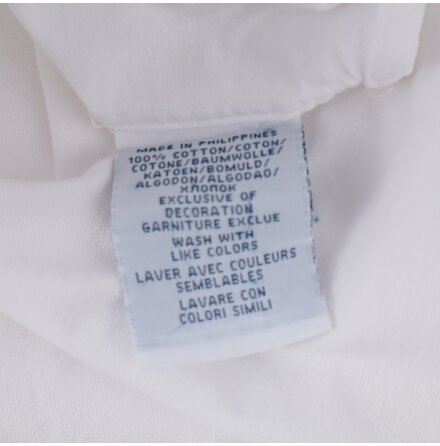 MADE IN PHILIPPINES
100% COTTON/COTON/
COTONE/BAUMWOLLE/
KATOEN/BOMULD/
ALGODON/ALGODAO/
ХЛОПОК
EXCLUSIVE OF
DECORATION
GARNITURE EXCLUE
WASH WITH
LIKE COLORS
LAVER AVEC COULEURS
SEMBLABLES
LAVARE CON
COLORI SIMILI